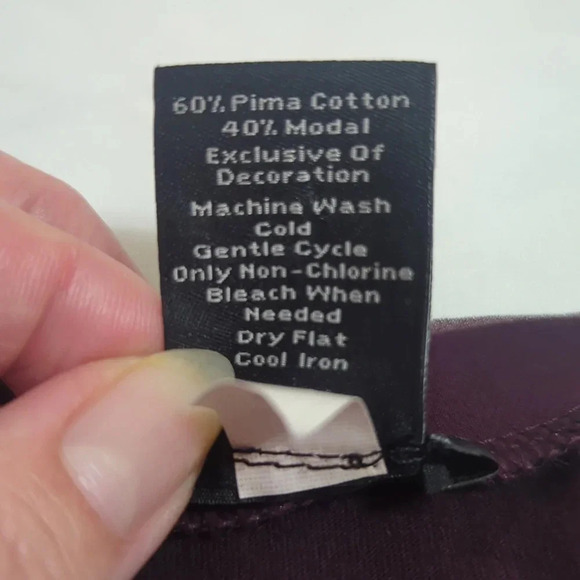 60% Pima Cotton
40% Modal
Exclusive Of
Decoration
Machine Wash
Cold
Gentle Cycle
Only Non-Chlorine
Bleach When
Needed
Dry Flat
Cool Iron